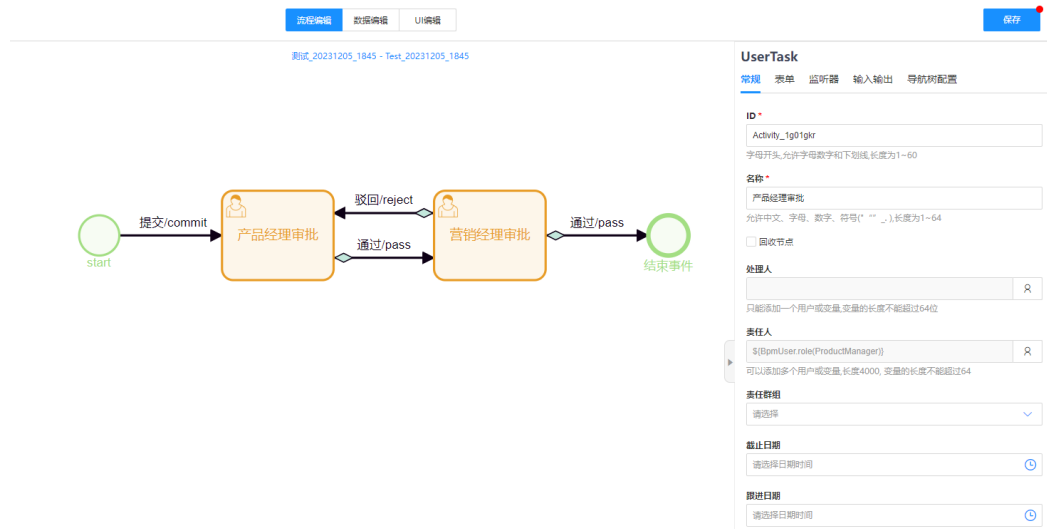 流程编辑 数据编辑 UI编辑
保存
测试_20231205_1845 - Test_20231205_1845
提交/commit
start
产品经理审批
驳回/reject
通过/pass
营销经理审批
通过/pass
结束事件
UserTask
常规 表单 监听器 输入输出 导航树配置
ID *
Activity_1g01gkr
字母开头,允许字母数字和下划线,长度为1~60
名称 *
产品经理审批
允许中文、字母、数字、符号(* "" _. ),长度为1~64
回收节点
处理人
只能添加一个用户或变量,变量的长度不能超过64位
责任人
${BpmUser.role(ProductManager)}
可以添加多个用户或变量,长度4000, 变量的长度不能超过64
责任群组
请选择
截止日期
请选择日期时间
跟进日期
请选择日期时间